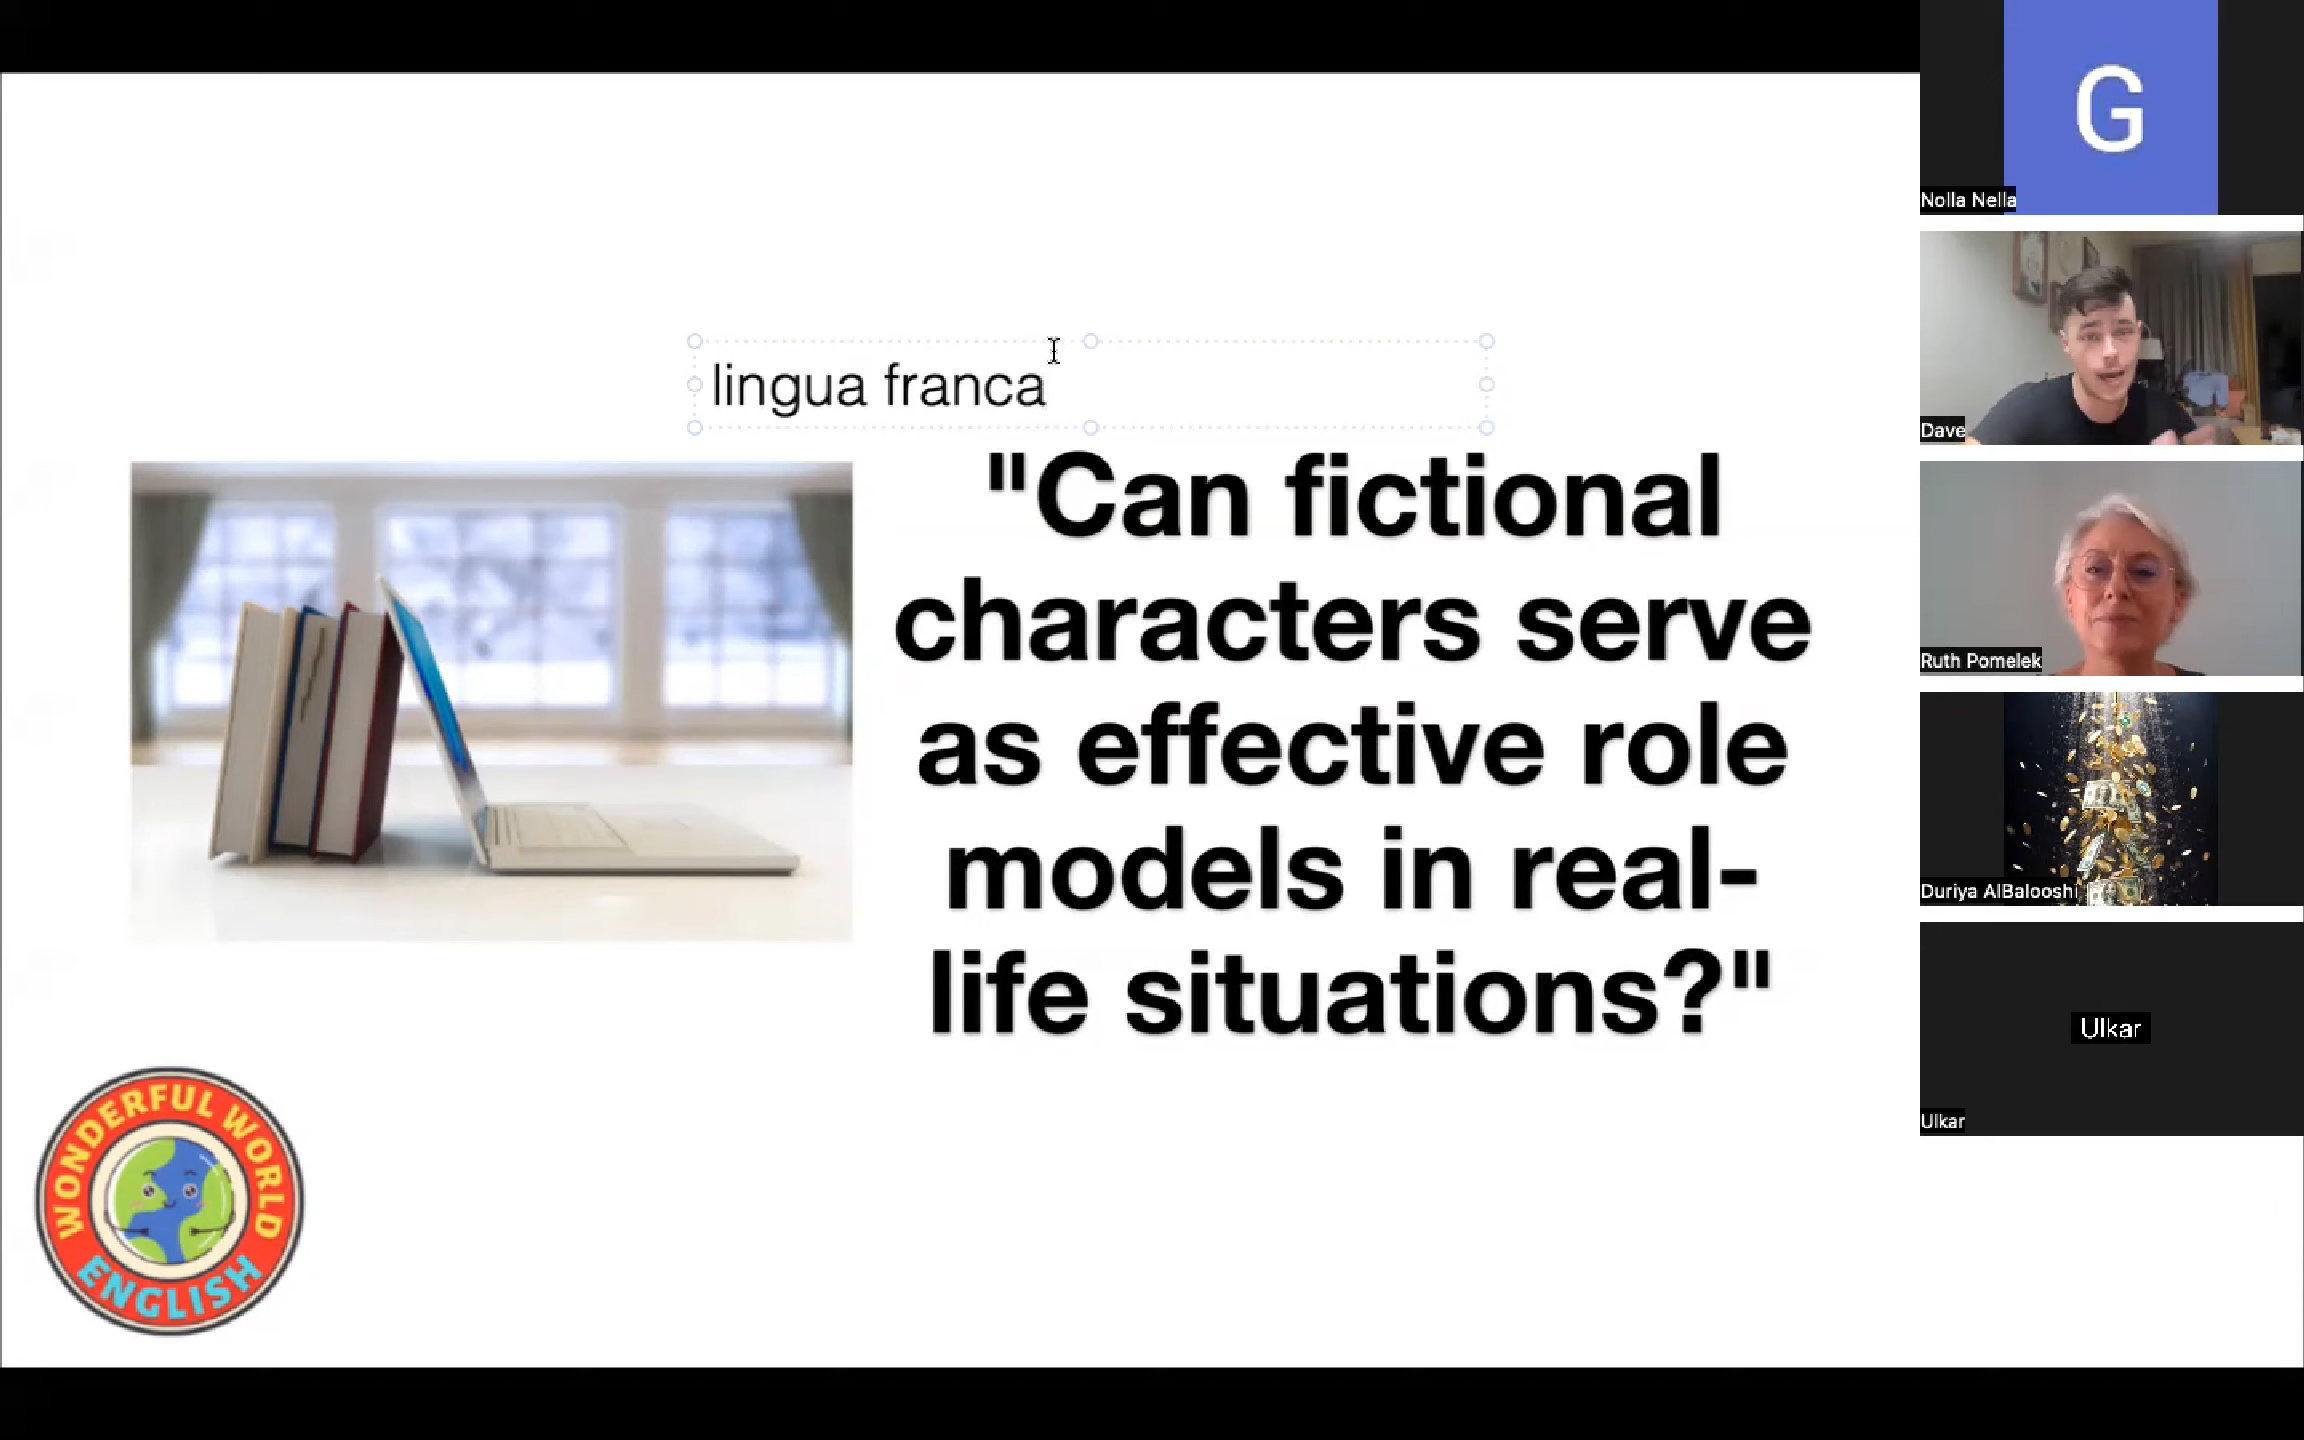 lingua franca
"Can fictional
characters serve
as effective role
models in real-
life situations?"
WONDERFUL WORLD
ENGLISH
G
Nolla Nella
Dave
Ruth Pomelek
Duriya AlBalooshi
Ulkar
Ulkar